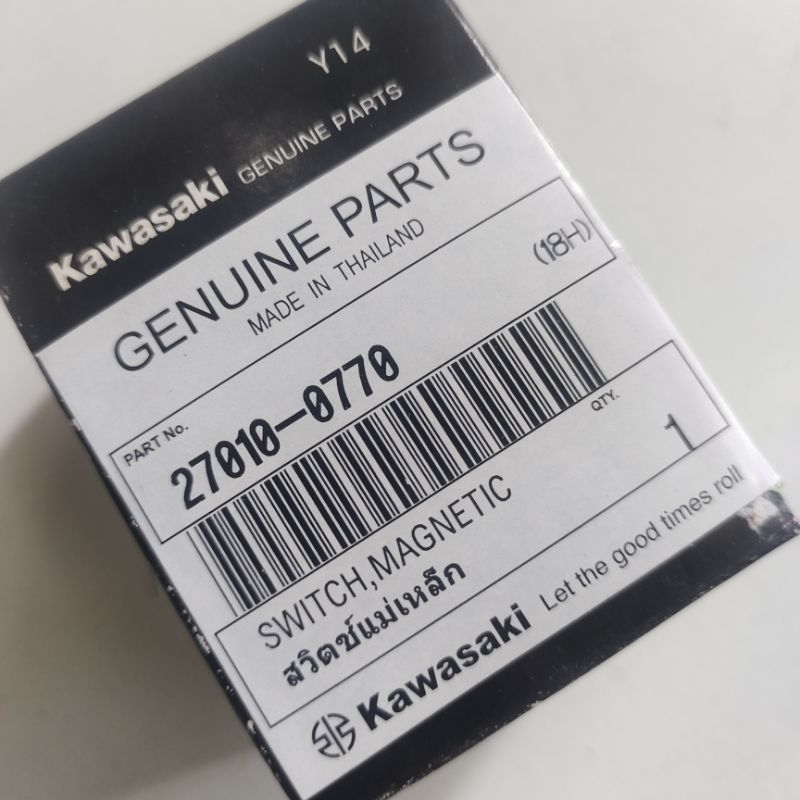 Y14
Kawasaki GENUINE PARTS
GENUINE PARTS
MADE IN THAILAND
(18H)
PART No.
27010-0770
QTY.
1
SWITCH,MAGNETIC
สวิตช์แม่เหล็ก
Kawasaki Let the good times roll